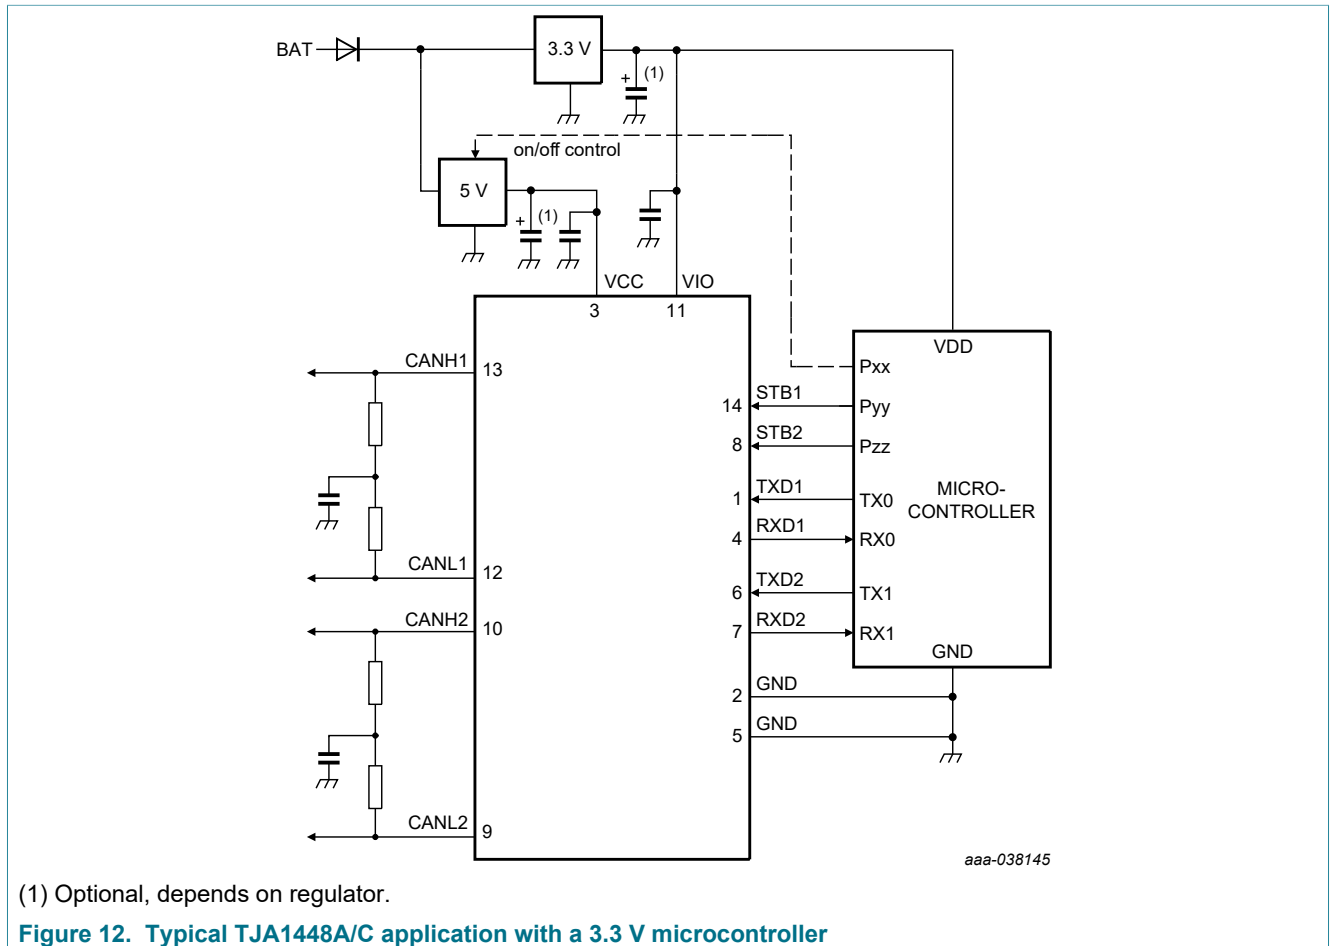 BAT
3.3 V
(1)
+
on/off control
5 V
(1)
+
VCC
VIO
3
11
VDD
CANH1
13
Pxx
14
STB1
Pyy
8
STB2
Pzz
1
TXD1
TX0
MICRO-
CONTROLLER
4
RXD1
RX0
CANL1
12
6
TXD2
TX1
CANH2
10
7
RXD2
RX1
GND
2
GND
5
GND
CANL2
9
aaa-038145
(1) Optional, depends on regulator.
Figure 12. Typical TJA1448A/C application with a 3.3 V microcontroller